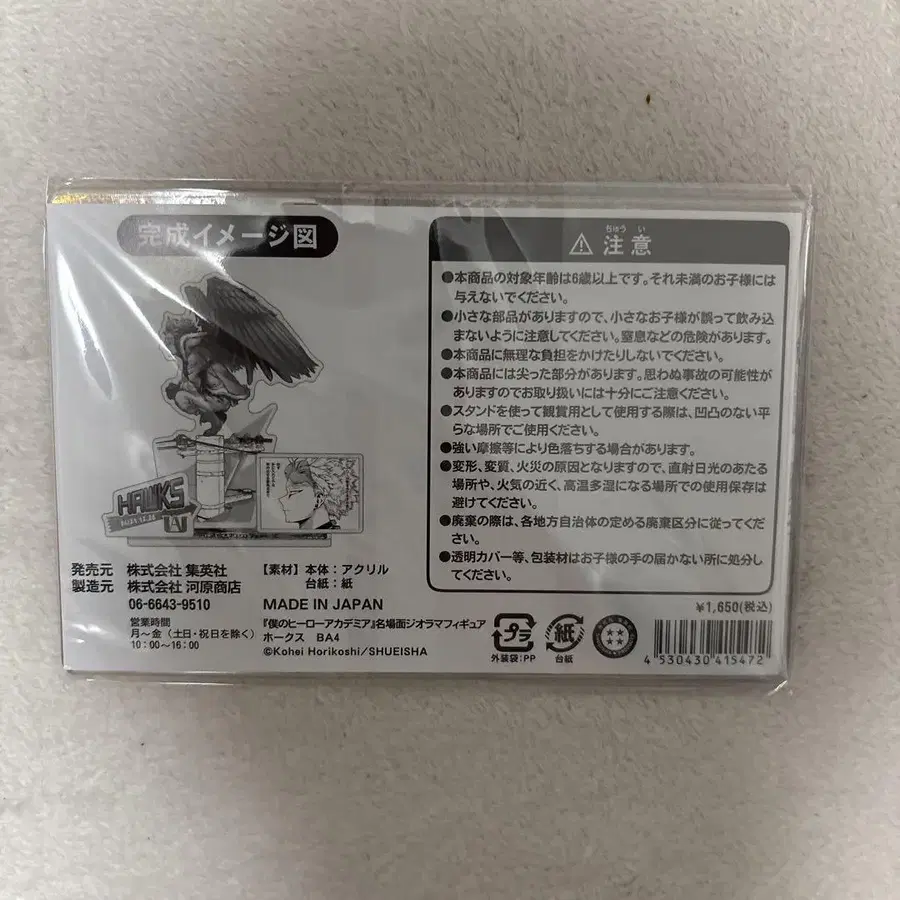 完成イメージ図
HAWKS
発売元 株式会社 集英社
製造元 株式会社 河原商店
06-6643-9510
営業時間
月〜金（土日・祝日を除く）
10：00〜16：00
【素材】本体：アクリル
台紙：紙
MADE IN JAPAN
『僕のヒーローアカデミア』名場面ジオラマフィギュア
ホークス BA4
©Kohei Horikoshi/SHUEISHA
ちゅう い
注意
●本商品の対象年齢は6歳以上です。それ未満のお子様には
与えないでください。
●小さな部品がありますので、小さなお子様が誤って飲み込
まないように注意してください。窒息などの危険があります。
●本商品に無理な負担をかけたりしないでください。
●本商品には尖った部分があります。思わぬ事故の可能性が
ありますのでお取り扱いには十分にご注意ください。
●スタンドを使って観賞用として使用する際は、凹凸のない平
らな場所でご使用ください。
●強い摩擦等により色落ちする場合があります。
●変形、変質、火災の原因となりますので、直射日光のあたる
場所や、火気の近く、高温多湿になる場所での使用保存は
避けてください。
●廃棄の際は、各地方自治体の定める廃棄区分に従ってくだ
さい。
●透明カバー等、包装材はお子様の手の届かない所に処分し
てください。
¥1,650(税込)
プラ
外装袋：PP
紙
台紙
4 530430 415472